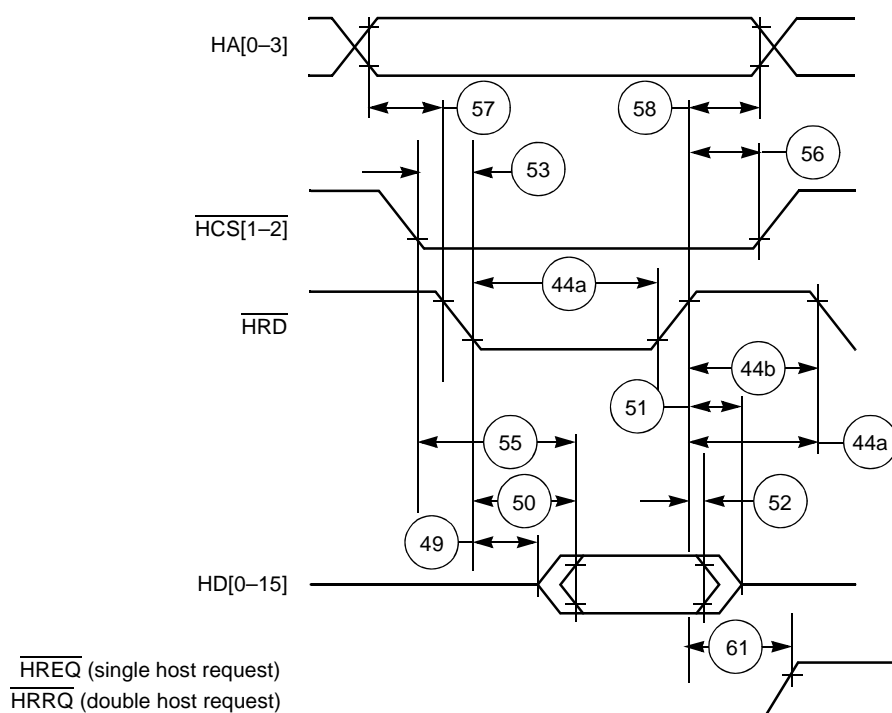 HA[0–3]
57
58
53
56
HCS[1–2]
44a
HRD
44b
51
55
44a
50
52
49
HD[0–15]
61
HREQ (single host request)
HRRQ (double host request)